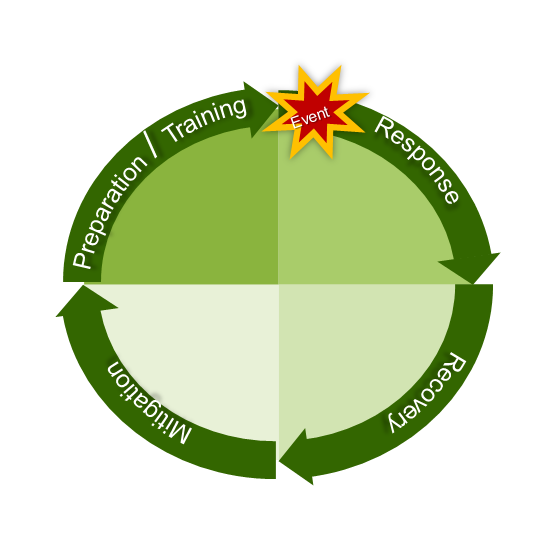 Preparation / Training
Event
Response
Recovery
Mitigation